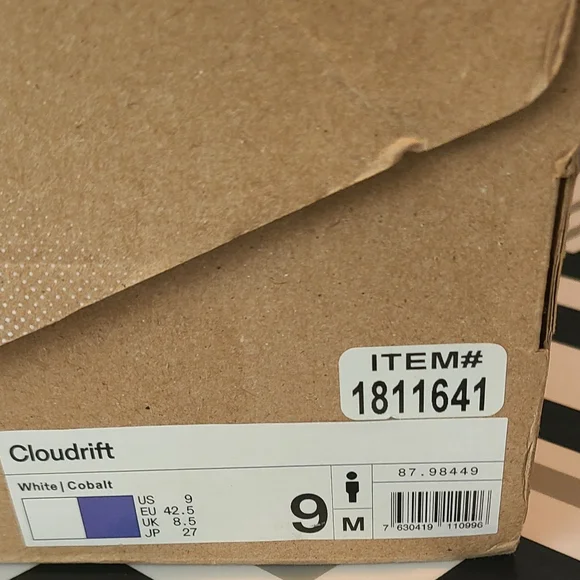 ITEM#
1811641
Cloudrift
White|Cobalt
US 9
EU 42.5
UK 8.5
JP 27
9
M
87.98449
7 630419 110996